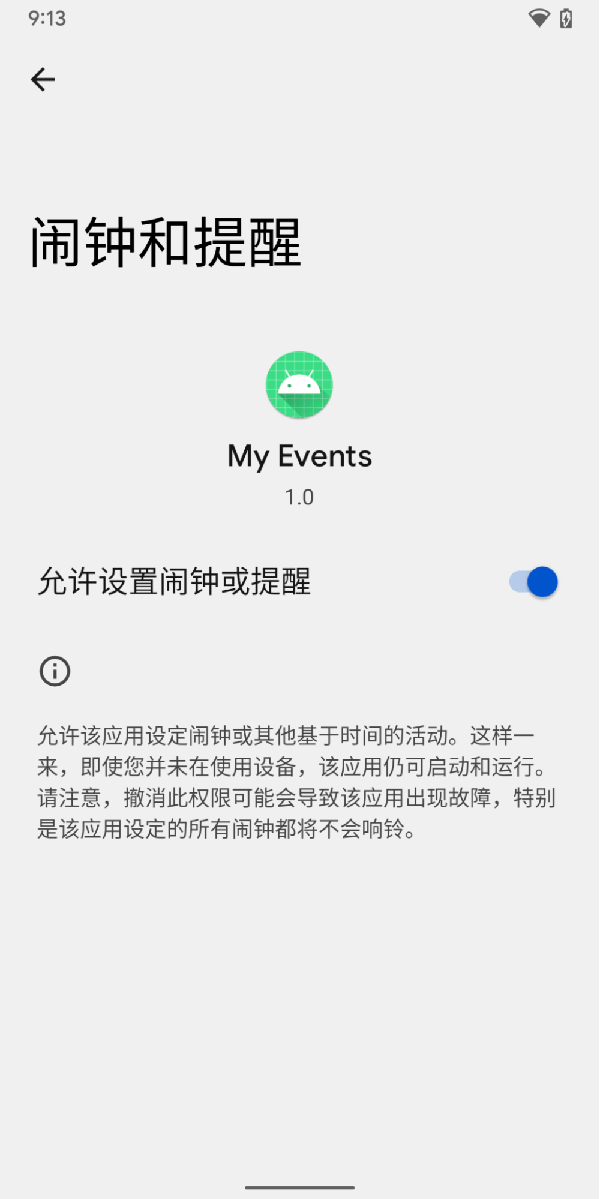 9:13
闹钟和提醒
My Events
1.0
允许设置闹钟或提醒
允许该应用设定闹钟或其他基于时间的活动。这样一
来，即使您并未在使用设备，该应用仍可启动和运行。
请注意，撤消此权限可能会导致该应用出现故障，特别
是该应用设定的所有闹钟都将不会响铃。